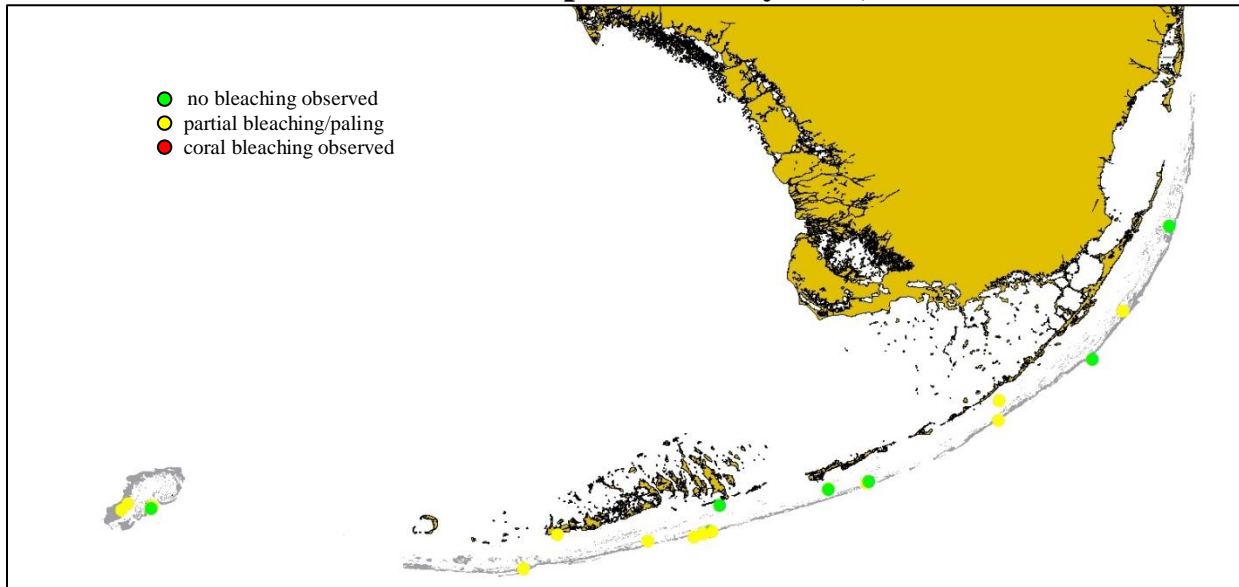 no bleaching observed
partial bleaching/paling
coral bleaching observed